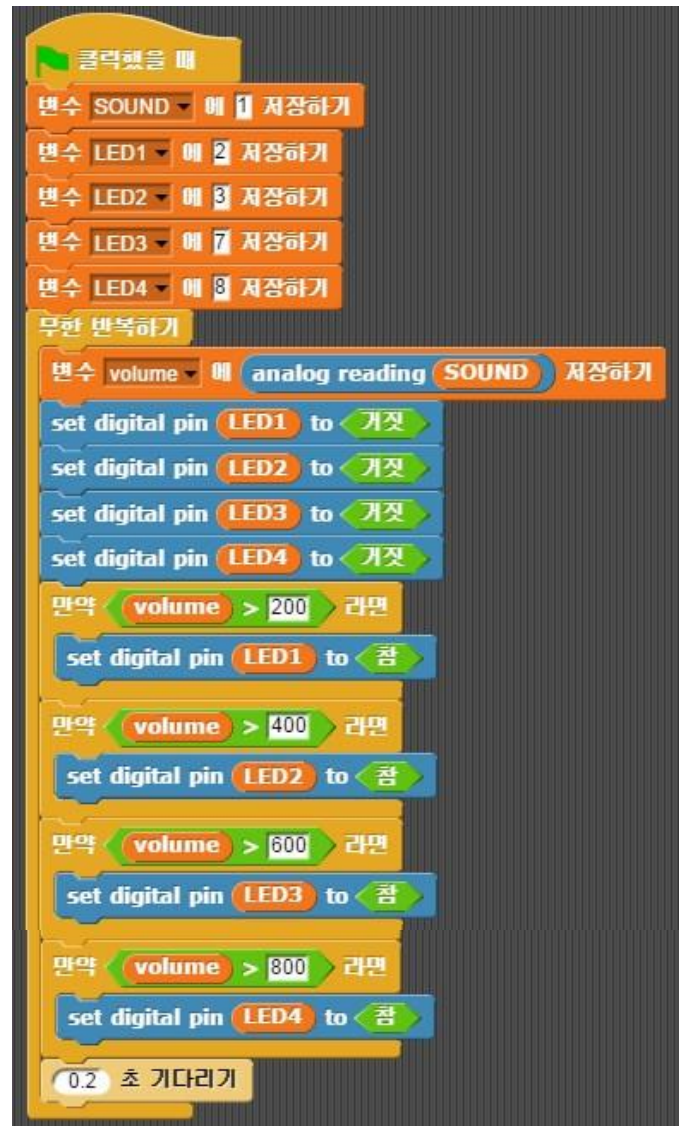 클릭했을 때
변수 SOUND 에 1 저장하기
변수 LED1 에 2 저장하기
변수 LED2 에 3 저장하기
변수 LED3 에 7 저장하기
변수 LED4 에 8 저장하기
무한 반복하기
변수 volume 에 analog reading SOUND 저장하기
set digital pin LED1 to 거짓
set digital pin LED2 to 거짓
set digital pin LED3 to 거짓
set digital pin LED4 to 거짓
만약 volume > 200 라면
set digital pin LED1 to 참
만약 volume > 400 라면
set digital pin LED2 to 참
만약 volume > 600 라면
set digital pin LED3 to 참
만약 volume > 800 라면
set digital pin LED4 to 참
0.2 초 기다리기